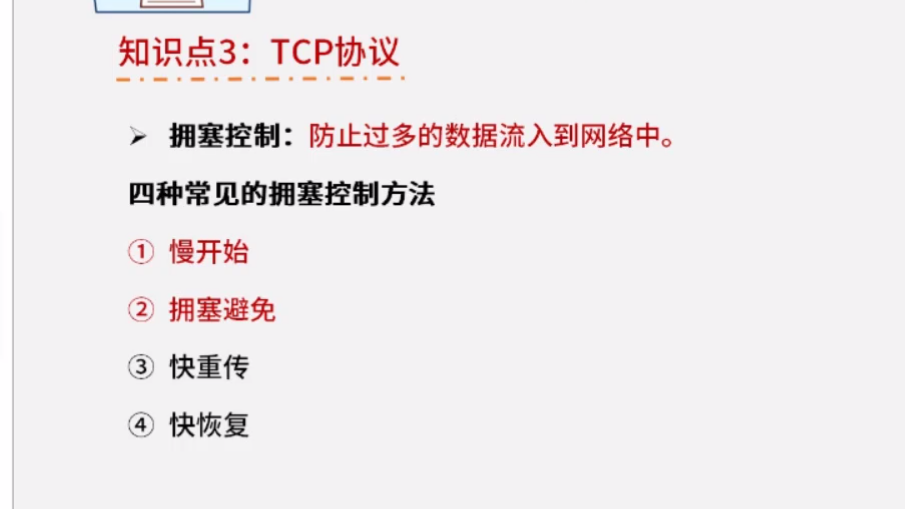 知识点3：TCP协议
➢ 拥塞控制：防止过多的数据流入到网络中。
四种常见的拥塞控制方法
① 慢开始
② 拥塞避免
③ 快重传
④ 快恢复